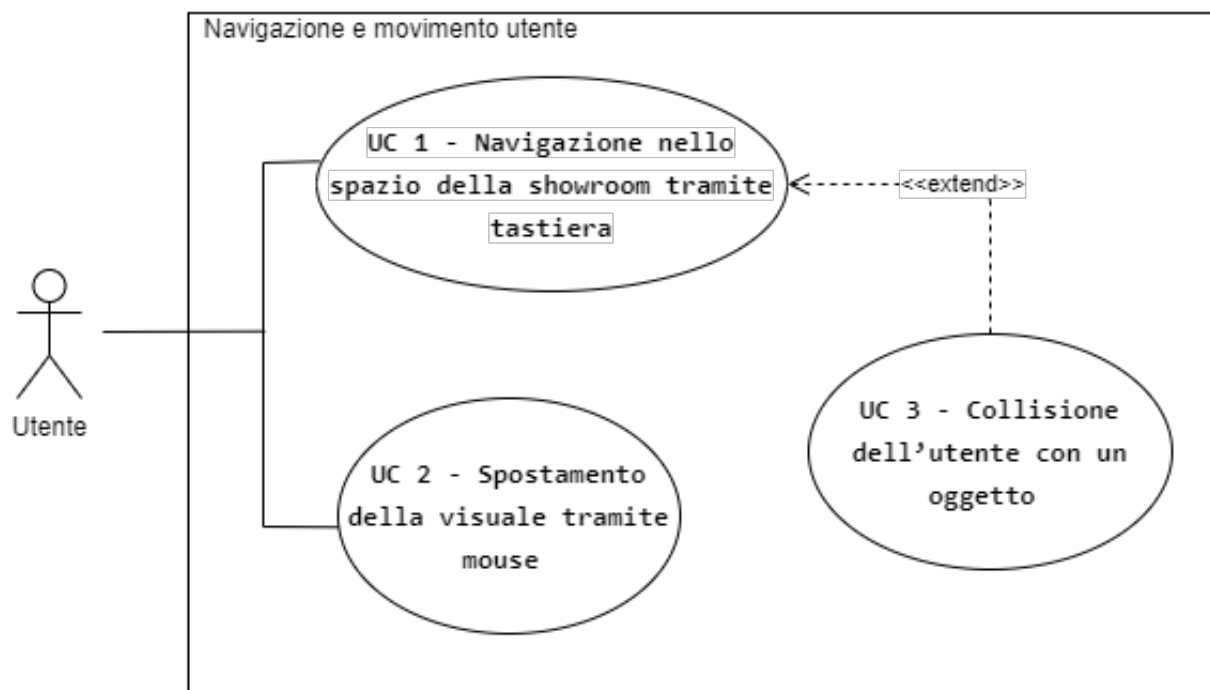 Navigazione e movimento utente
UC 1 - Navigazione nello
spazio della showroom tramite
tastiera
<<extend>>
Utente
UC 2 - Spostamento
della visuale tramite
mouse
UC 3 - Collisione
dell’utente con un
oggetto